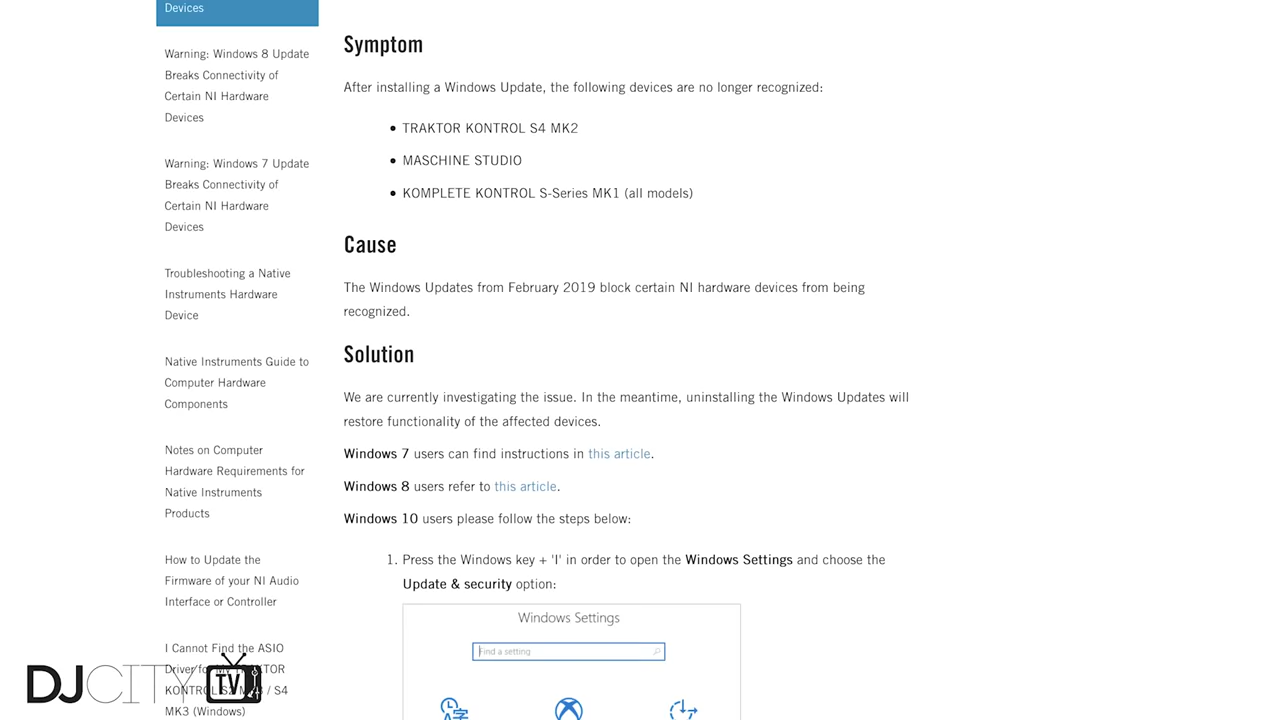 Devices
Warning: Windows 8 Update
Breaks Connectivity of
Certain NI Hardware
Devices
Warning: Windows 7 Update
Breaks Connectivity of
Certain NI Hardware
Devices
Troubleshooting a Native
Instruments Hardware
Device
Native Instruments Guide to
Computer Hardware
Components
Notes on Computer
Hardware Requirements for
Native Instruments
Products
How to Update the
Firmware of your NI Audio
Interface or Controller
I Cannot Find the ASIO
Driver for My TRAKTOR
KONTROL S2 MK3 / S4
MK3 (Windows)
Symptom
After installing a Windows Update, the following devices are no longer recognized:
• TRAKTOR KONTROL S4 MK2
• MASCHINE STUDIO
• KOMPLETE KONTROL S-Series MK1 (all models)
Cause
The Windows Updates from February 2019 block certain NI hardware devices from being
recognized.
Solution
We are currently investigating the issue. In the meantime, uninstalling the Windows Updates will
restore functionality of the affected devices.
Windows 7 users can find instructions in this article.
Windows 8 users refer to this article.
Windows 10 users please follow the steps below:
1. Press the Windows key + 'I' in order to open the Windows Settings and choose the
Update & security option:
Windows Settings
Find a setting
DJCITY TV